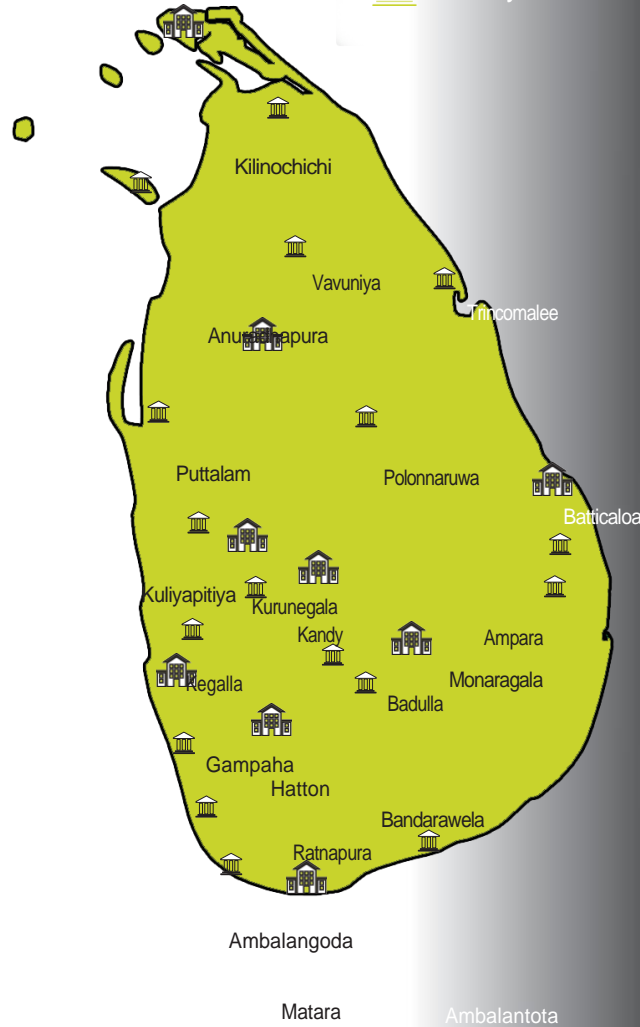 Kilinochichi
Vavuniya
Trincomalee
Anuradhapura
Puttalam
Polonnaruwa
Batticaloa
Kuliyapitiya
Kurunegala
Kandy
Ampara
Kegalla
Monaragala
Badulla
Gampaha
Hatton
Bandarawela
Ratnapura
Ambalangoda
Matara
Ambalantota